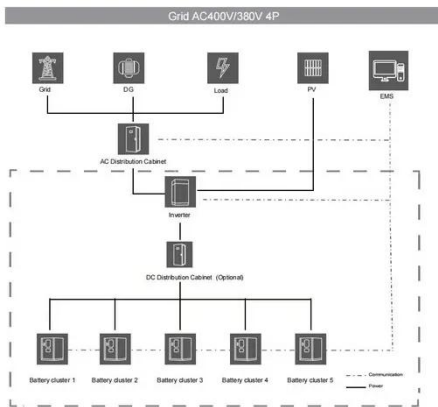 Grid AC400V/380V 4P
Grid
DG
Load
PV
EMS
AC Distribution Cabinet
Inverter
DC Distribution Cabinet (Optional)
Battery cluster 1
Battery cluster 2
Battery cluster 3
Battery cluster 4
Battery cluster 5
Communication
Power